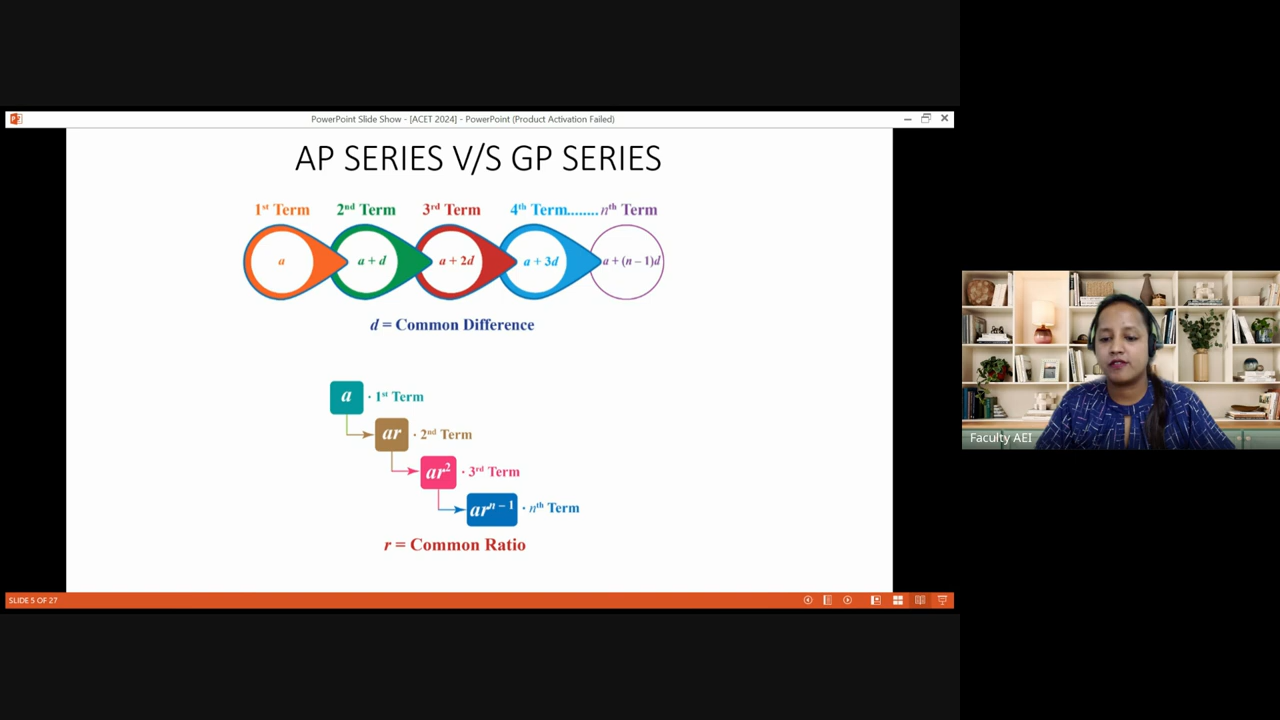 PowerPoint Slide Show - [ACET 2024] - PowerPoint (Product Activation Failed)
AP SERIES V/S GP SERIES
1st Term 2nd Term 3rd Term 4th Term........nth Term
a a + d a + 2d a + 3d a + (n – 1)d
d = Common Difference
a · 1st Term
ar · 2nd Term
ar² · 3rd Term
arⁿ⁻¹ · nth Term
r = Common Ratio
Faculty AEI
SLIDE 5 OF 27